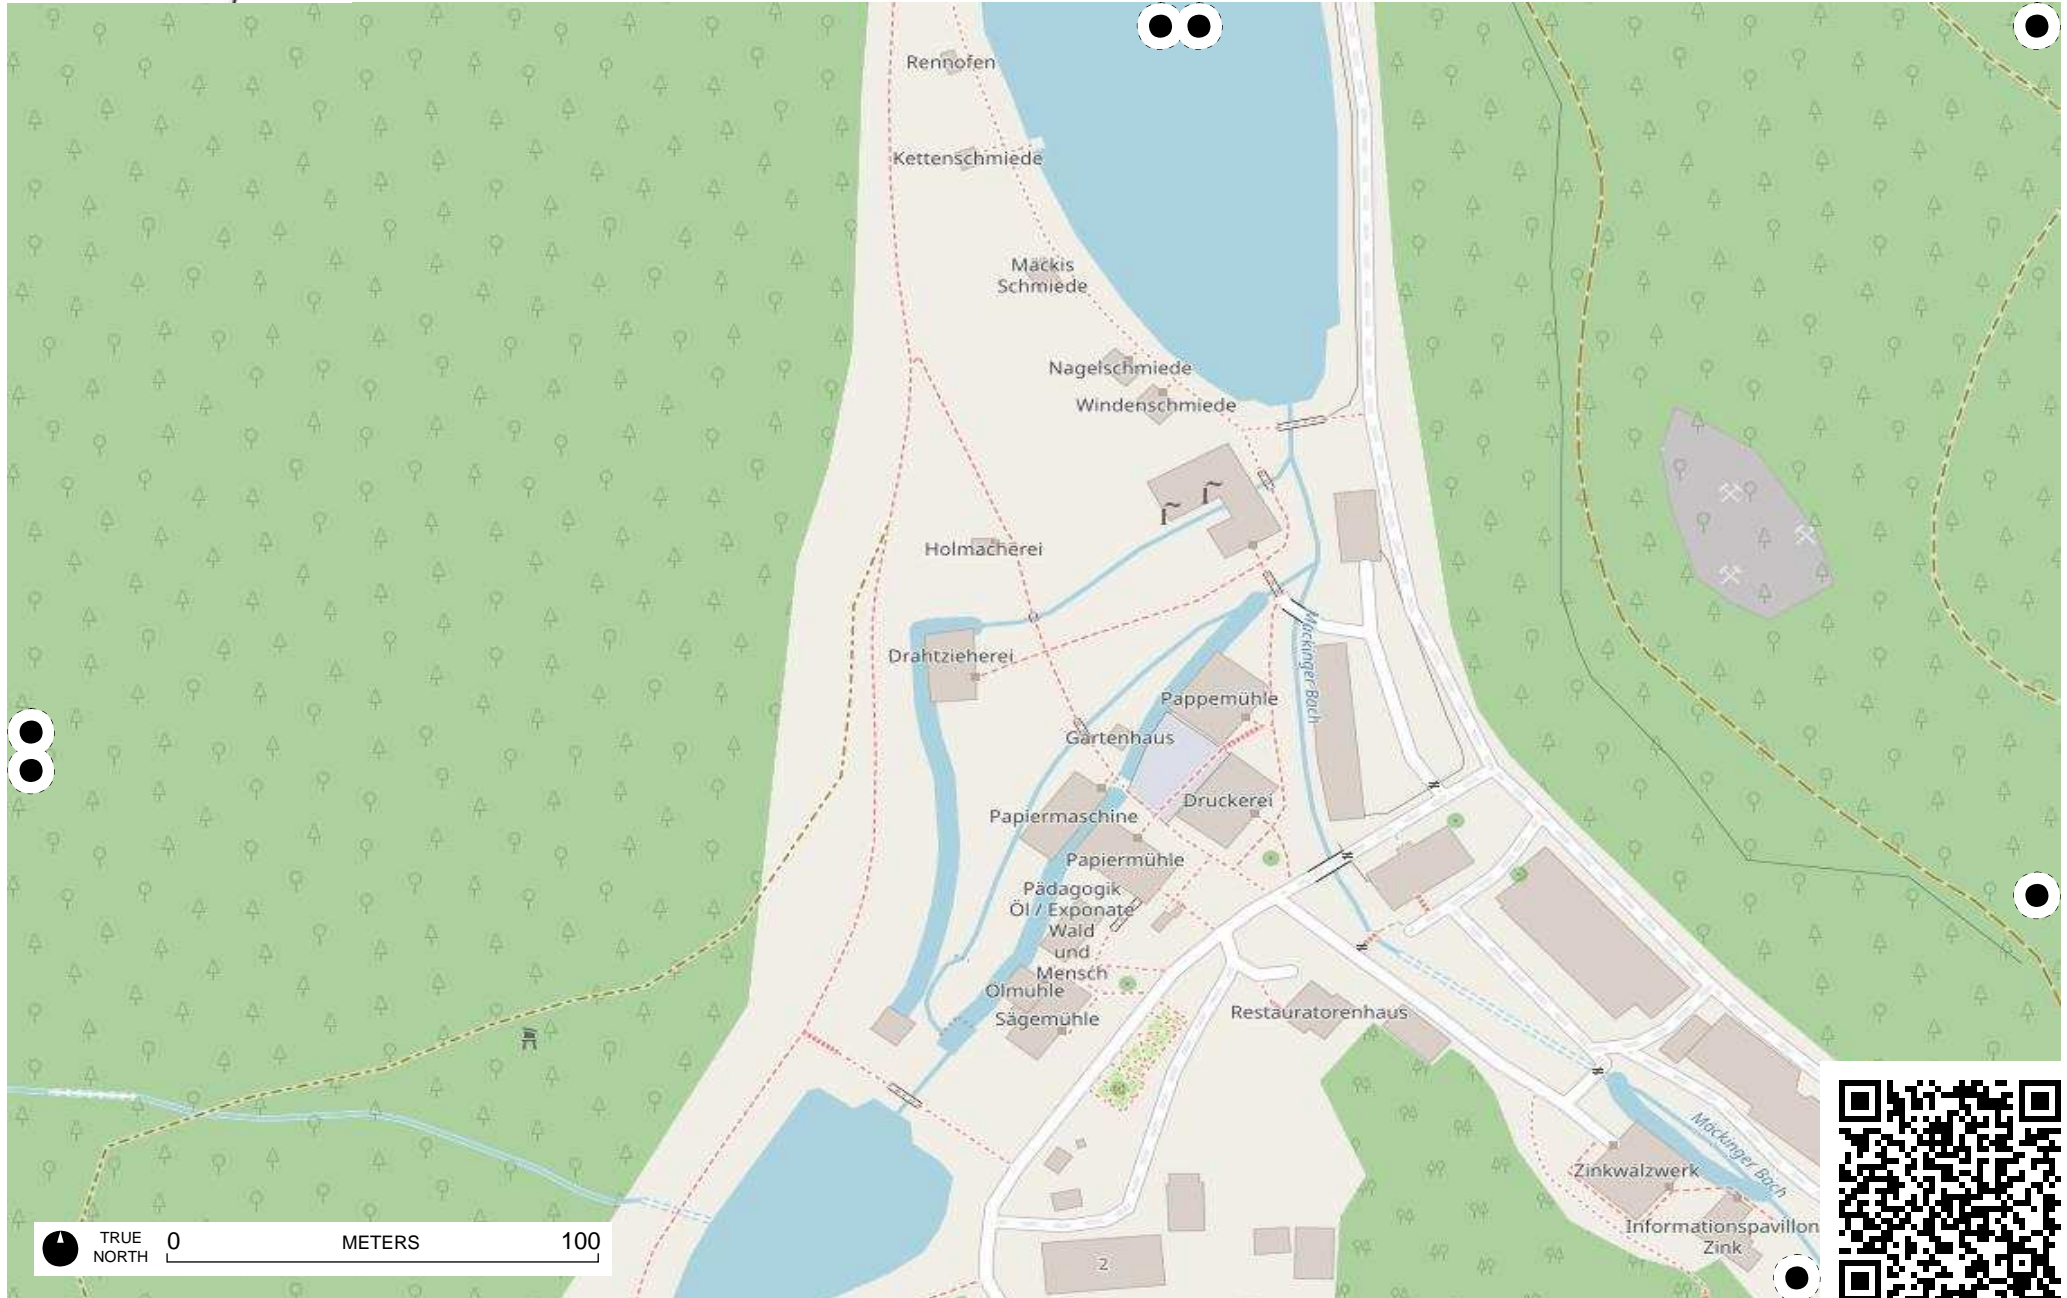 Rennofen
Kettenschmiede
Mäckis
Schmiede
Nagelschmiede
Windenschmiede
Holmacherei
Drahtzieherei
Mäckinger Bach
Pappemühle
Gartenhaus
Druckerei
Papiermaschine
Papiermühle
Pädagogik
Öl / Exponate
Wald
und
Mensch
Ölmühle
Sägemühle
Restauratorenhaus
Mäckinger Bach
Zinkwalzwerk
Informationspavillon
Zink
2
TRUE
NORTH
0
METERS
100